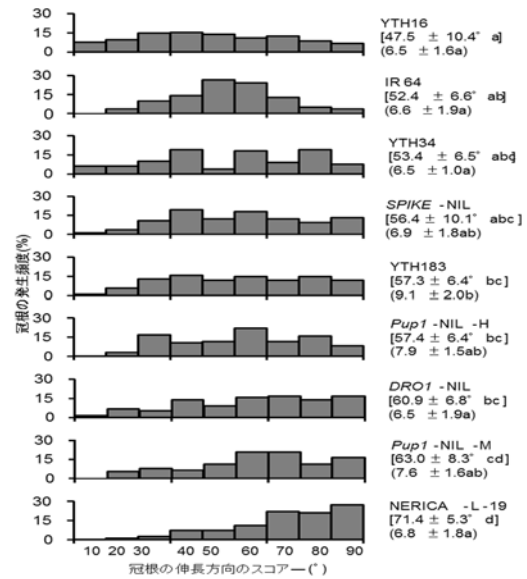 冠根の発生頻度(%)
30
15
0
YTH16
[47.5 ± 10.4° a]
(6.5 ± 1.6a)
30
15
0
IR 64
[52.4 ± 6.6° ab]
(6.6 ± 1.9a)
30
15
0
YTH34
[53.4 ± 6.5° abc]
(6.5 ± 1.0a)
30
15
0
SPIKE -NIL
[56.4 ± 10.1° abc]
(6.9 ± 1.8ab)
30
15
0
YTH183
[57.3 ± 6.4° bc]
(9.1 ± 2.0b)
30
15
0
Pup1 -NIL -H
[57.4 ± 6.4° bc]
(7.9 ± 1.5ab)
30
15
0
DRO1 -NIL
[60.9 ± 6.8° bc]
(6.5 ± 1.9a)
30
15
0
Pup1 -NIL -M
[63.0 ± 8.3° cd]
(7.6 ± 1.6ab)
30
15
0
NERICA -L-19
[71.4 ± 5.3° d]
(6.8 ± 1.8a)
10 20 30 40 50 60 70 80 90
冠根の伸長方向のスコアー(°)